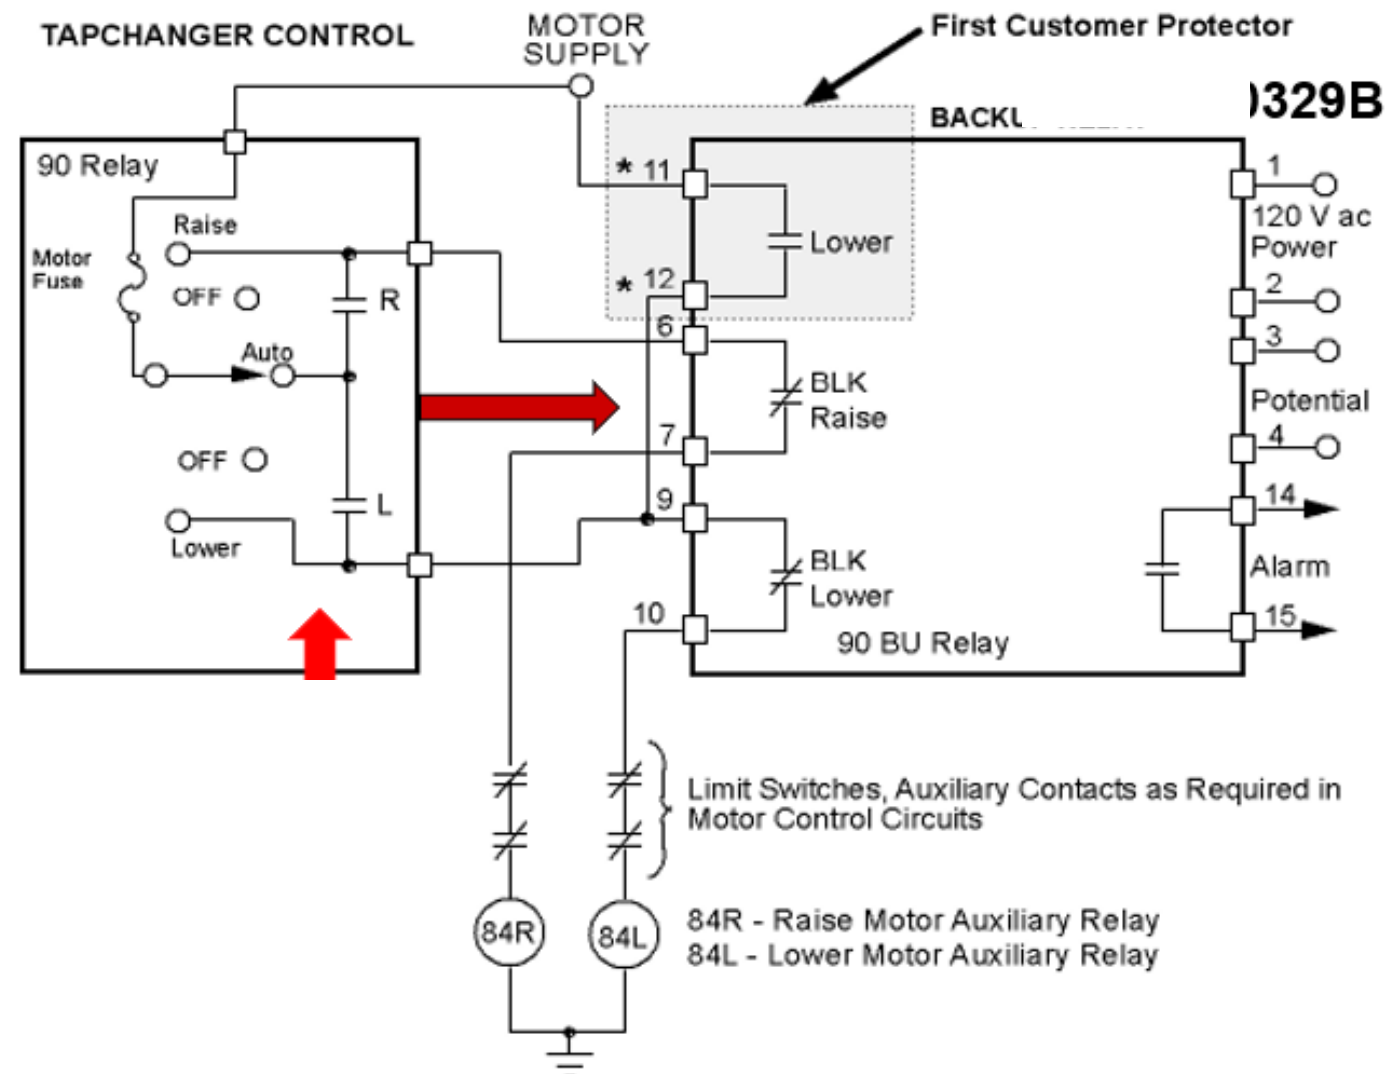 TAPCHANGER CONTROL
MOTOR
SUPPLY
First Customer Protector
0329B
90 Relay
Raise
Motor
Fuse
OFF
R
Auto
OFF
L
Lower
* 11
Lower
* 12
6
BLK
Raise
7
9
BLK
Lower
10
90 BU Relay
1
120 V ac
Power
2
3
Potential
4
14
Alarm
15
Limit Switches, Auxiliary Contacts as Required in
Motor Control Circuits
84R
84L
84R - Raise Motor Auxiliary Relay
84L - Lower Motor Auxiliary Relay